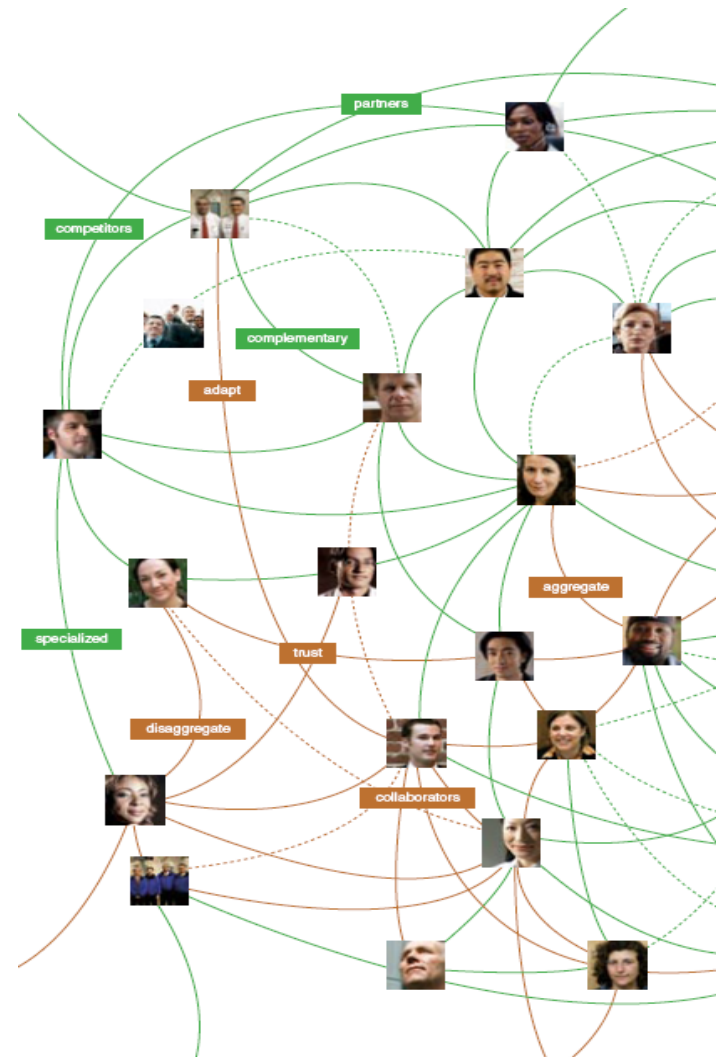 partners
competitors
complementary
adapt
aggregate
specialized
trust
disaggregate
collaborators